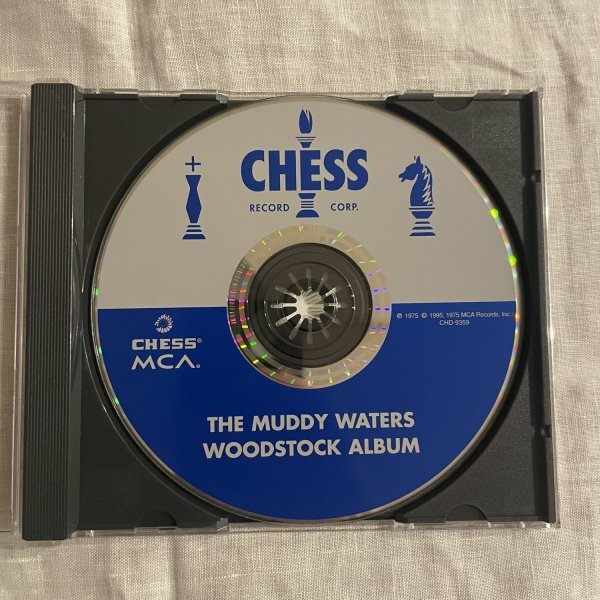 CHESS
RECORD CORP.
℗ 1975 © 1995, 1975 MCA Records, Inc.
CHD-9359
CHESS®
MCA®
THE MUDDY WATERS
WOODSTOCK ALBUM